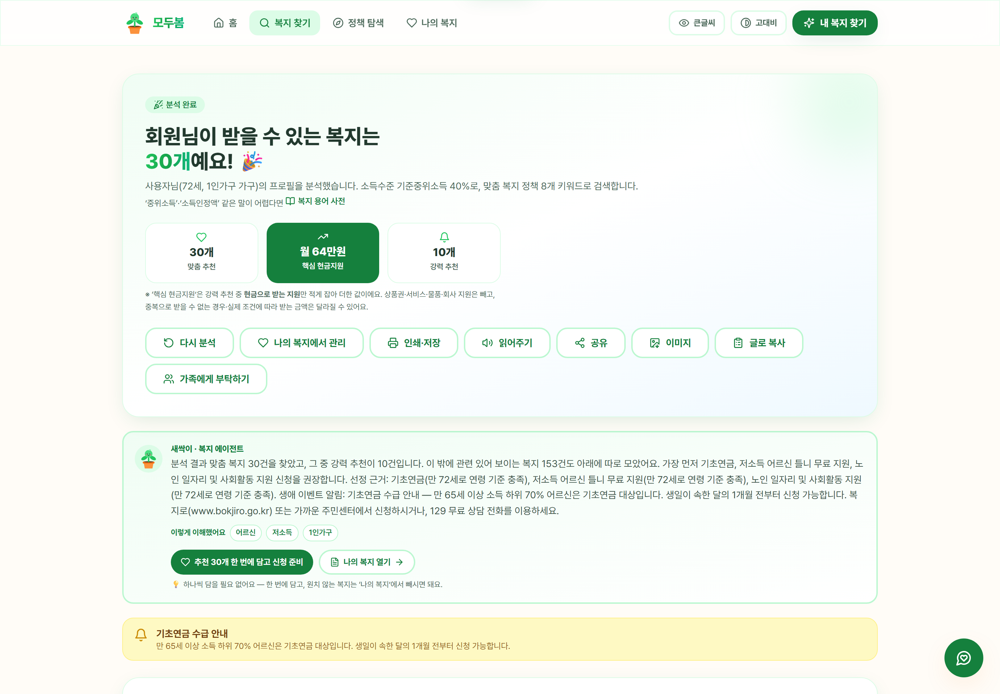 모두봄
홈
복지 찾기
정책 탐색
나의 복지
큰글씨
고대비
내 복지 찾기
분석 완료
회원님이 받을 수 있는 복지는
30개예요! 🎉
사용자님(72세, 1인가구 가구)의 프로필을 분석했습니다. 소득수준 기준중위소득 40%로, 맞춤 복지 정책 8개 키워드로 검색합니다.
‘중위소득’·‘소득인정액’ 같은 말이 어렵다면 복지 용어 사전
30개
맞춤 추천
월 64만원
핵심 현금지원
10개
강력 추천
※ ‘핵심 현금지원’은 강력 추천 중 현금으로 받는 지원만 적게 잡아 더한 값이에요. 상품권·서비스·물품·회사 지원은 빼고,
중복으로 받을 수 없는 경우·실제 조건에 따라 받는 금액은 달라질 수 있어요.
다시 분석
나의 복지에서 관리
인쇄·저장
읽어주기
공유
이미지
글로 복사
가족에게 부탁하기
새싹이 · 복지 에이전트
분석 결과 맞춤 복지 30건을 찾았고, 그 중 강력 추천이 10건입니다. 이 밖에 관련 있어 보이는 복지 153건도 아래에 따로 모았어요. 가장 먼저 기초연금, 저소득 어르신 틀니 무료 지원, 노
인 일자리 및 사회활동 지원 신청을 권장합니다. 선정 근거: 기초연금(만 72세로 연령 기준 충족), 저소득 어르신 틀니 무료 지원(만 72세로 연령 기준 충족), 노인 일자리 및 사회활동 지원
(만 72세로 연령 기준 충족). 생애 이벤트 알림: 기초연금 수급 안내 — 만 65세 이상 소득 하위 70% 어르신은 기초연금 대상입니다. 생일이 속한 달의 1개월 전부터 신청 가능합니다. 복
지로(www.bokjiro.go.kr) 또는 가까운 주민센터에서 신청하시거나, 129 무료 상담 전화를 이용하세요.
이렇게 이해했어요
어르신
저소득
1인가구
추천 30개 한 번에 담고 신청 준비
나의 복지 열기 →
💡 하나씩 담을 필요 없어요 — 한 번에 담고, 원치 않는 복지는 ‘나의 복지’에서 빼시면 돼요.
기초연금 수급 안내
만 65세 이상 소득 하위 70% 어르신은 기초연금 대상입니다. 생일이 속한 달의 1개월 전부터 신청 가능합니다.